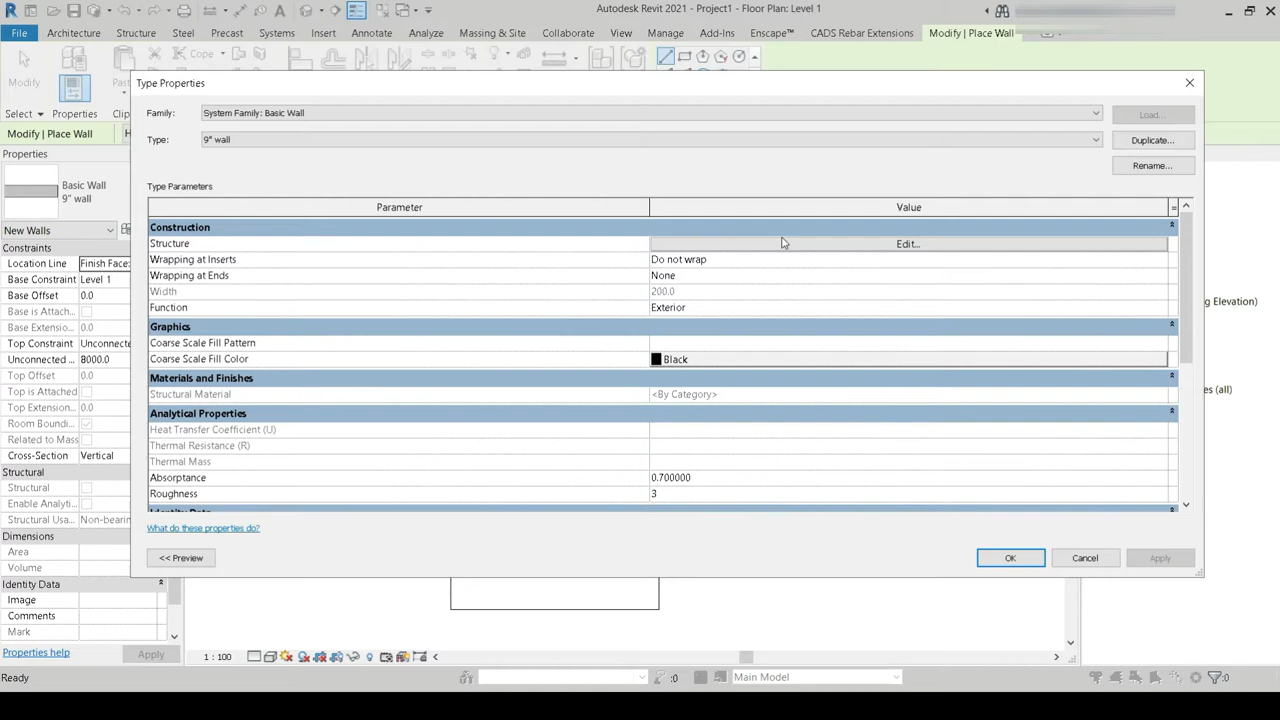 Autodesk Revit 2021 - Project1 - Floor Plan: Level 1
File Architecture Structure Steel Precast Systems Insert Annotate Analyze Massing & Site Collaborate View Manage Add-Ins Enscape™ CADS Rebar Extensions Modify | Place Wall
Cope
Modify
Select Properties Clip
Modify | Place Wall
Type Properties
Family: System Family: Basic Wall Load...
Type: 9" wall Duplicate...
Rename...
Type Parameters
Parameter Value =
Construction
Structure Edit...
Wrapping at Inserts Do not wrap
Wrapping at Ends None
Width 200.0
Function Exterior
Graphics
Coarse Scale Fill Pattern
Coarse Scale Fill Color Black
Materials and Finishes
Structural Material <By Category>
Analytical Properties
Heat Transfer Coefficient (U)
Thermal Resistance (R)
Thermal Mass
Absorptance 0.700000
Roughness 3
What do these properties do?
<< Preview OK Cancel Apply
Properties
Basic Wall
9" wall
New Walls
Constraints
Location Line Finish Face:
Base Constraint Level 1
Base Offset 0.0
Base is Attach...
Base Extensio... 0.0
Top Constraint Unconnecte
Unconnected ... 8000.0
Top Offset 0.0
Top is Attached
Top Extension... 0.0
Room Boundi...
Related to Mass
Cross-Section Vertical
Structural
Structural
Enable Analyti...
Structural Usa... Non-bearin
Dimensions
Area
Volume
Identity Data
Image
Comments
Mark
Properties help Apply
g Elevation)
es (all)
1 : 100
Ready :0 Main Model :0